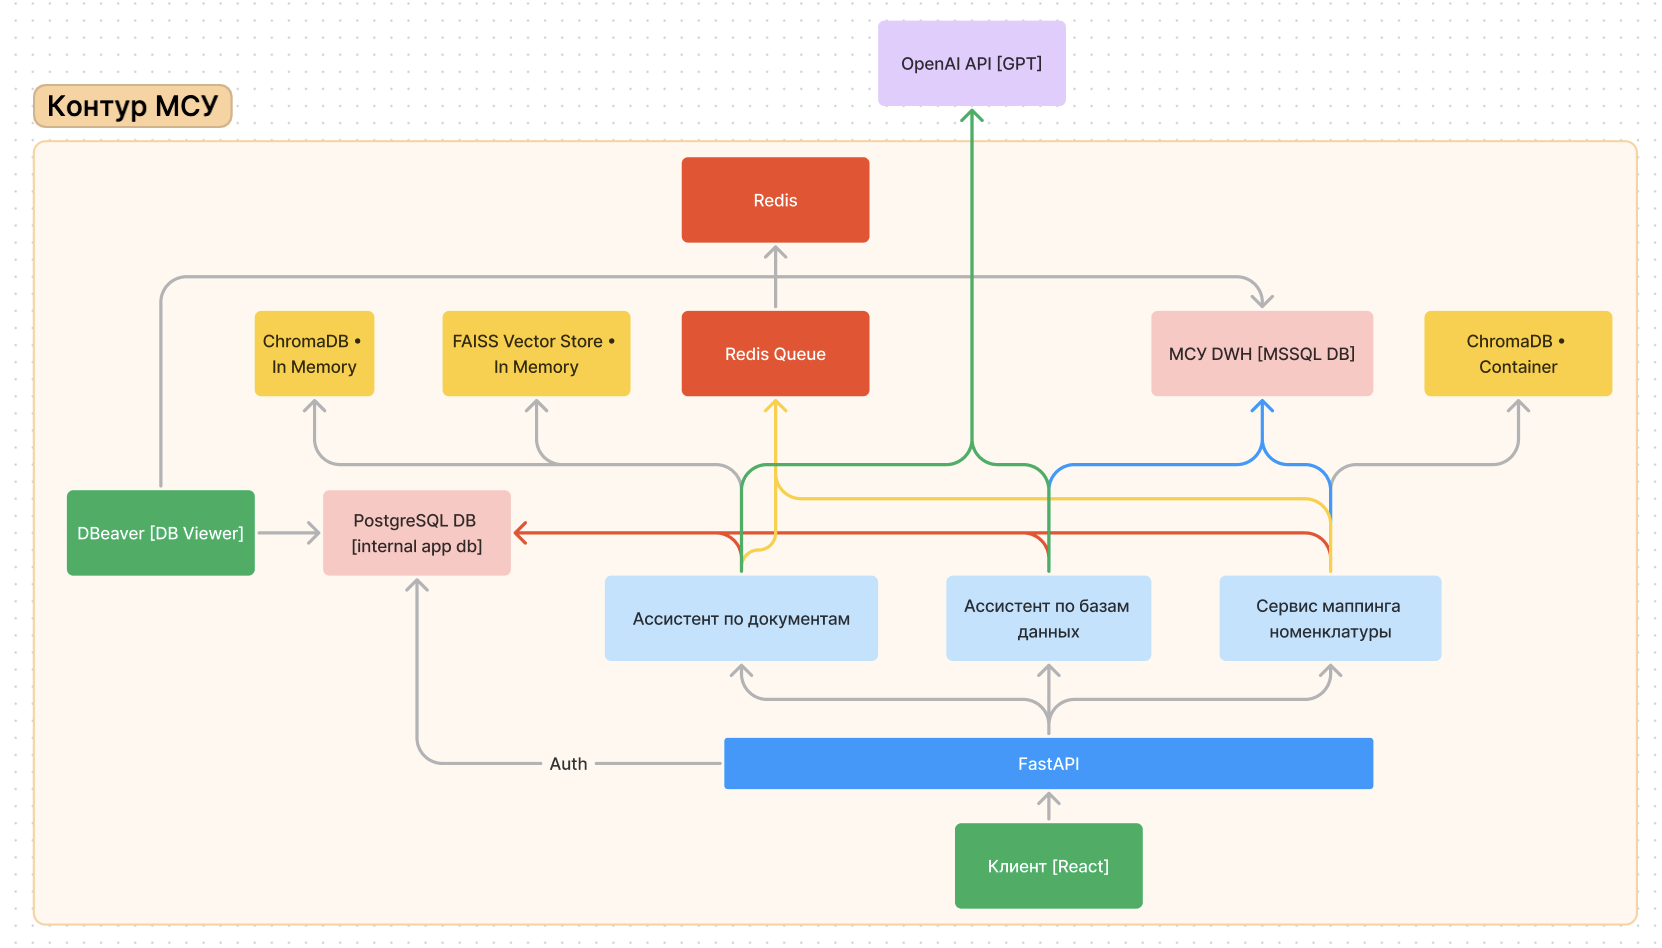 OpenAI API [GPT]
Контур МСУ
Redis
ChromaDB •
In Memory
FAISS Vector Store •
In Memory
Redis Queue
МСУ DWH [MSSQL DB]
ChromaDB •
Container
DBeaver [DB Viewer]
PostgreSQL DB
[internal app db]
Ассистент по документам
Ассистент по базам
данных
Сервис маппинга
номенклатуры
Auth
FastAPI
Клиент [React]